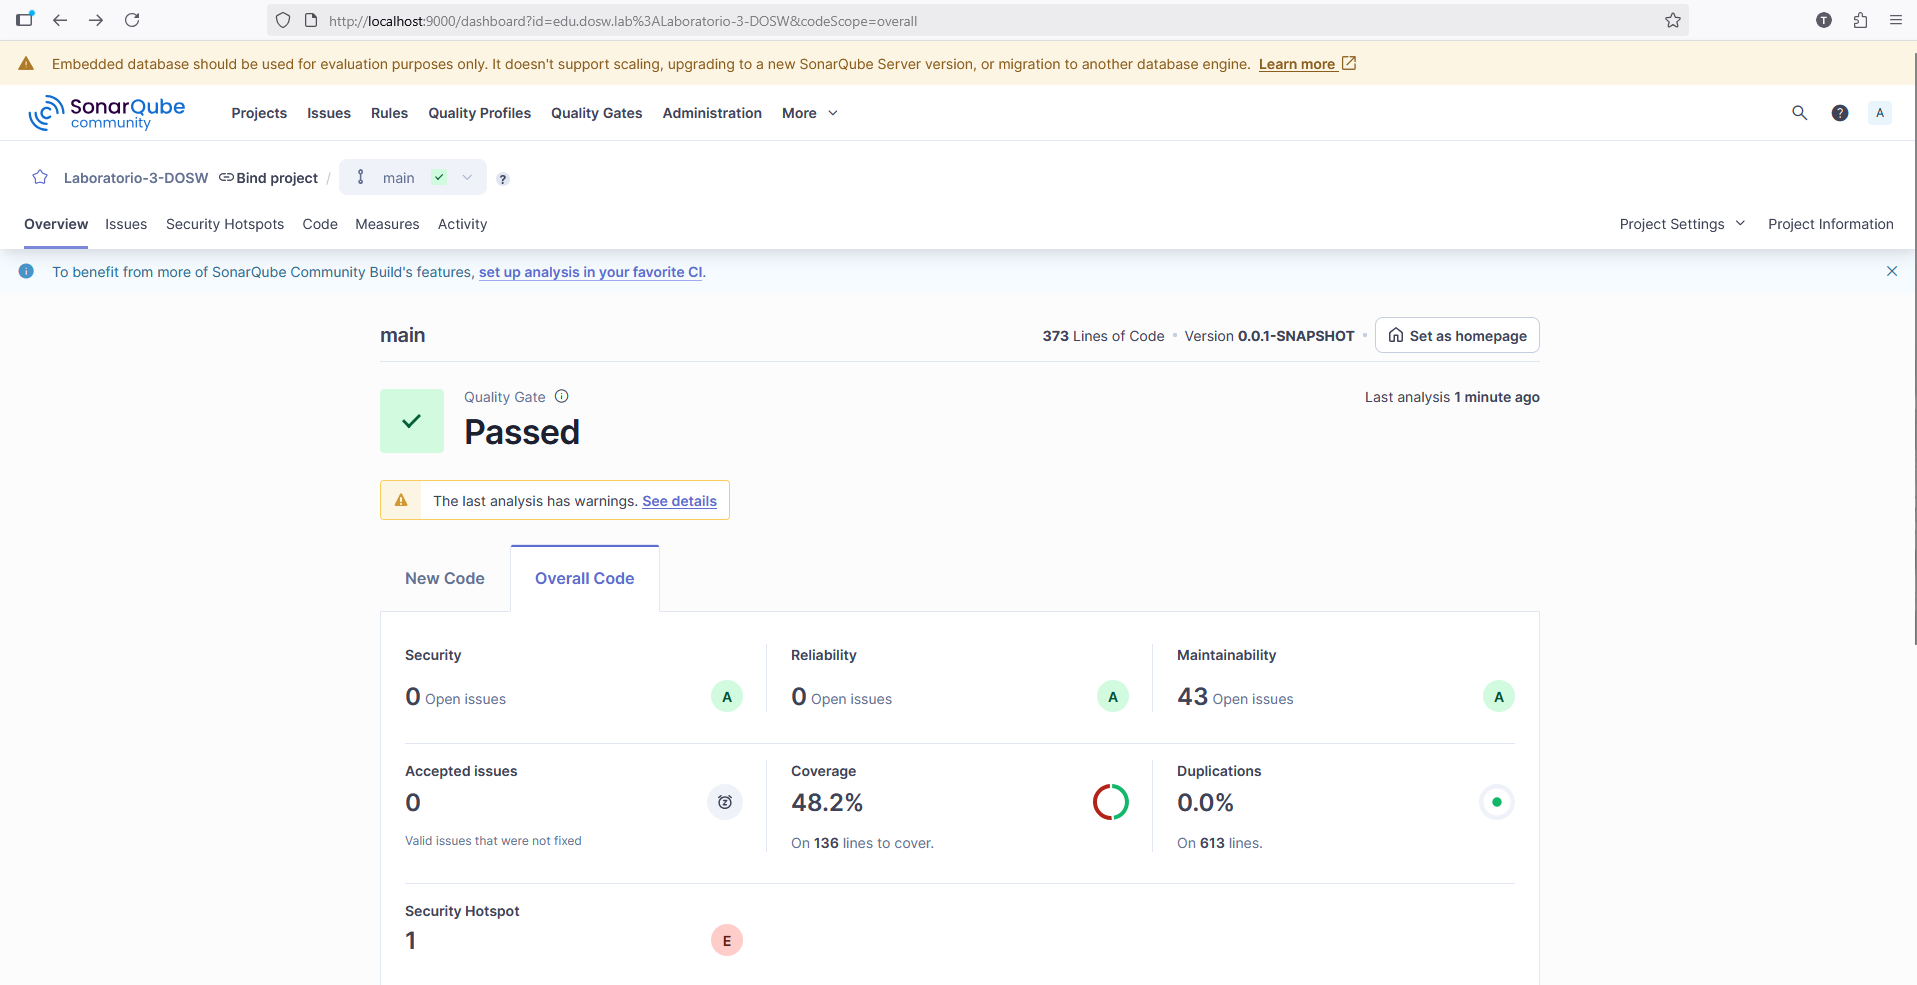 http://localhost:9000/dashboard?id=edu.dosw.lab%3ALaboratorio-3-DOSW&codeScope=overall
T
Embedded database should be used for evaluation purposes only. It doesn't support scaling, upgrading to a new SonarQube Server version, or migration to another database engine. Learn more
SonarQube community
Projects Issues Rules Quality Profiles Quality Gates Administration More
? A
Laboratorio-3-DOSW Bind project / main ?
Overview Issues Security Hotspots Code Measures Activity
Project Settings Project Information
To benefit from more of SonarQube Community Build's features, set up analysis in your favorite CI.
main
373 Lines of Code • Version 0.0.1-SNAPSHOT • Set as homepage
Quality Gate
Last analysis 1 minute ago
Passed
The last analysis has warnings. See details
New Code Overall Code
Security Reliability Maintainability
0 Open issues A 0 Open issues A 43 Open issues A
Accepted issues Coverage Duplications
0 48.2% 0.0%
Valid issues that were not fixed On 136 lines to cover. On 613 lines.
Security Hotspot
1 E